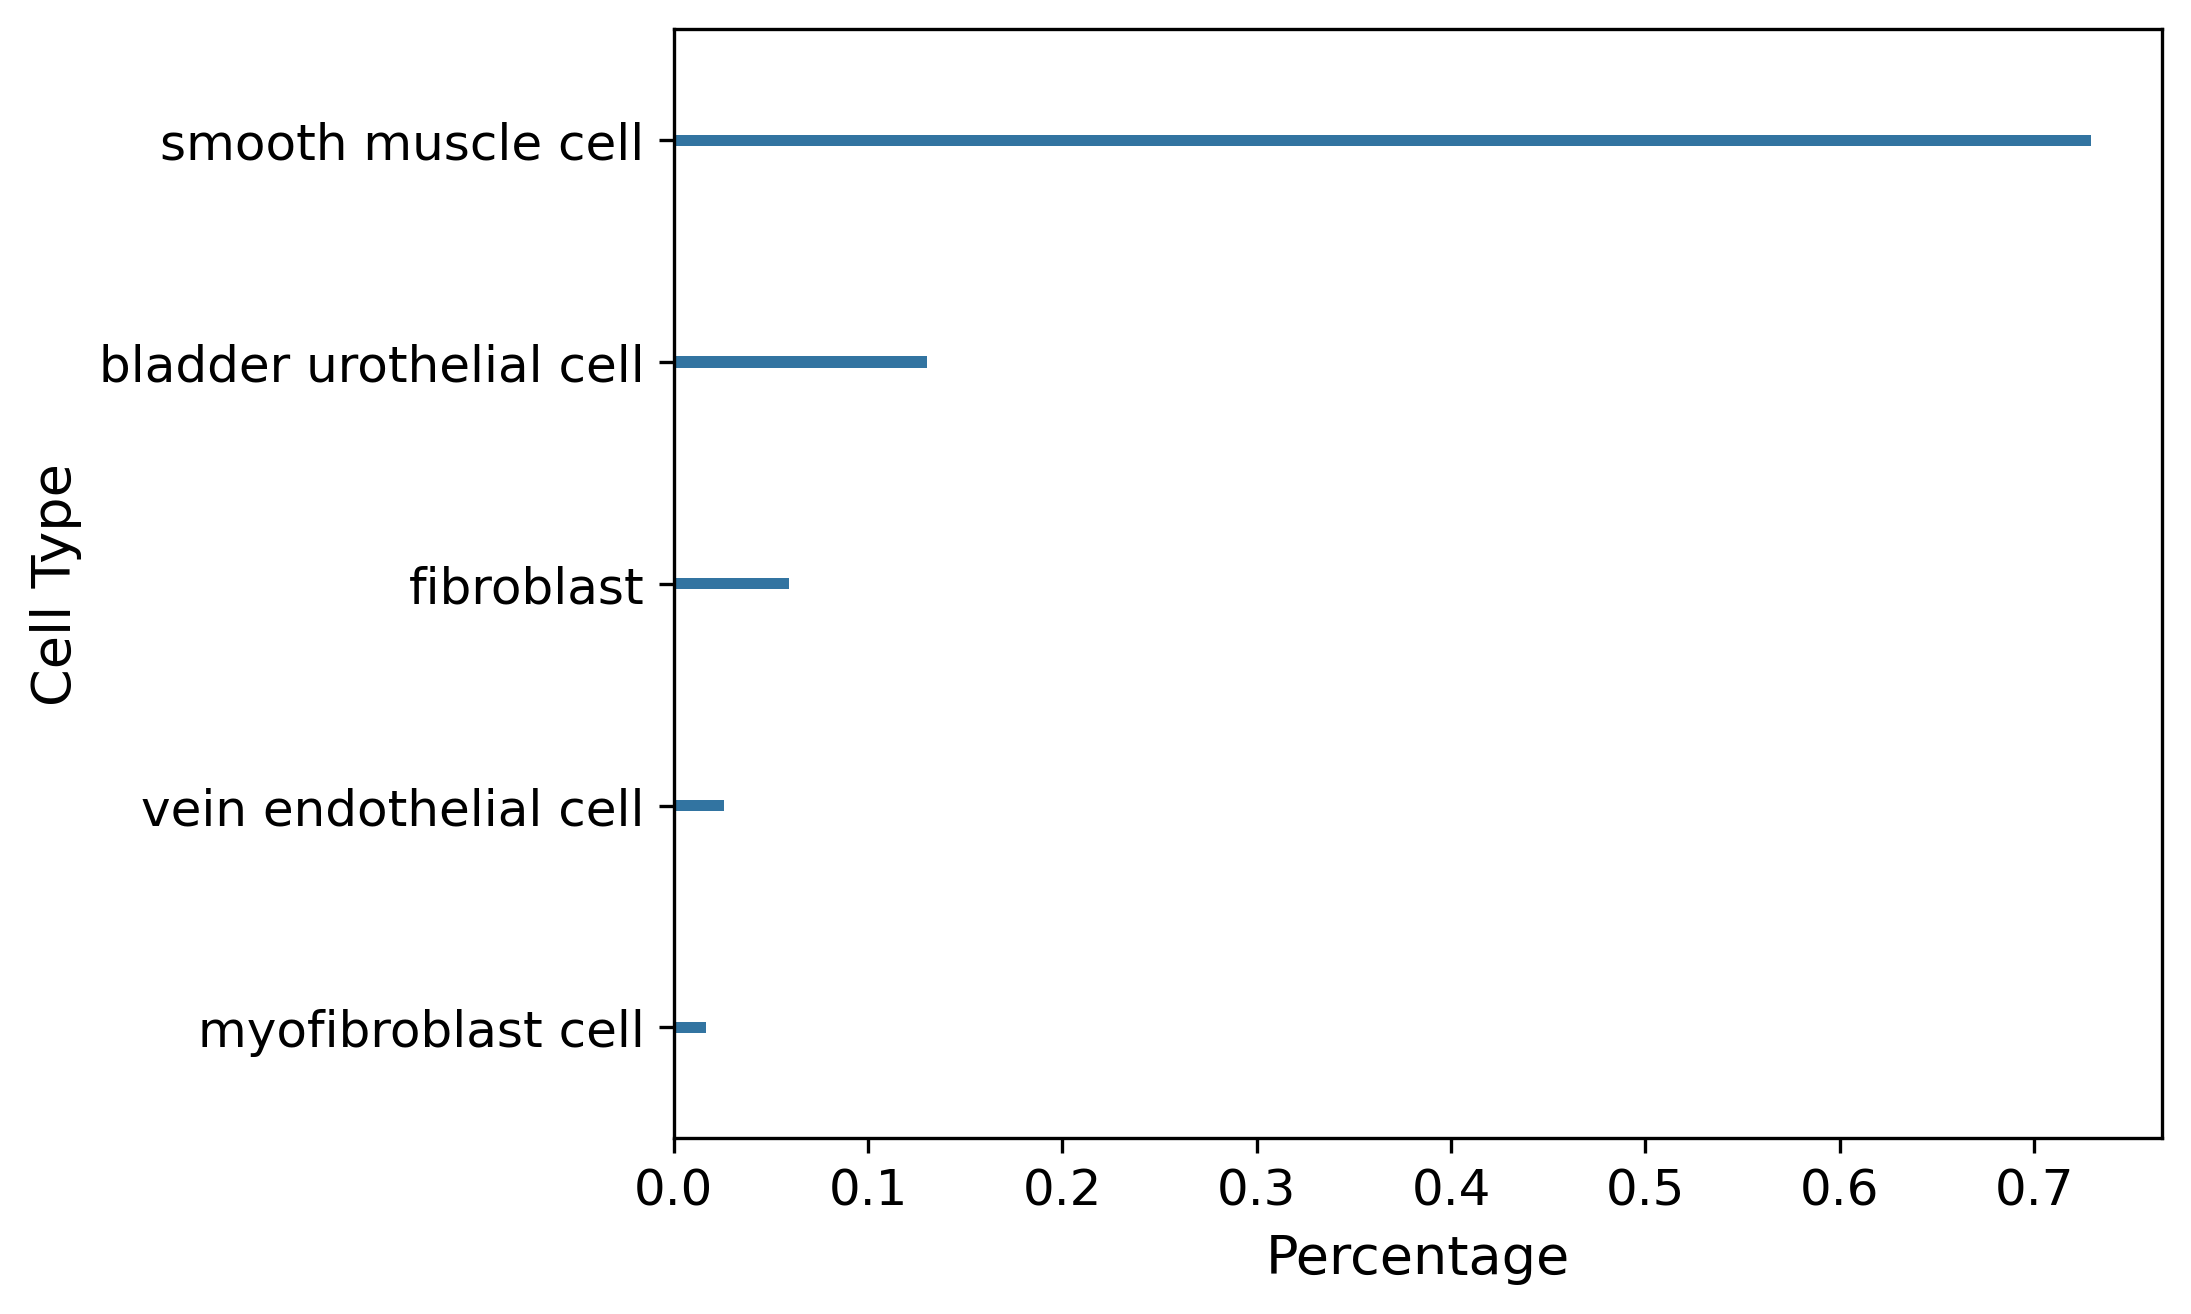 smooth muscle cell
bladder urothelial cell
fibroblast
vein endothelial cell
myofibroblast cell
Cell Type
0.0 0.1 0.2 0.3 0.4 0.5 0.6 0.7
Percentage